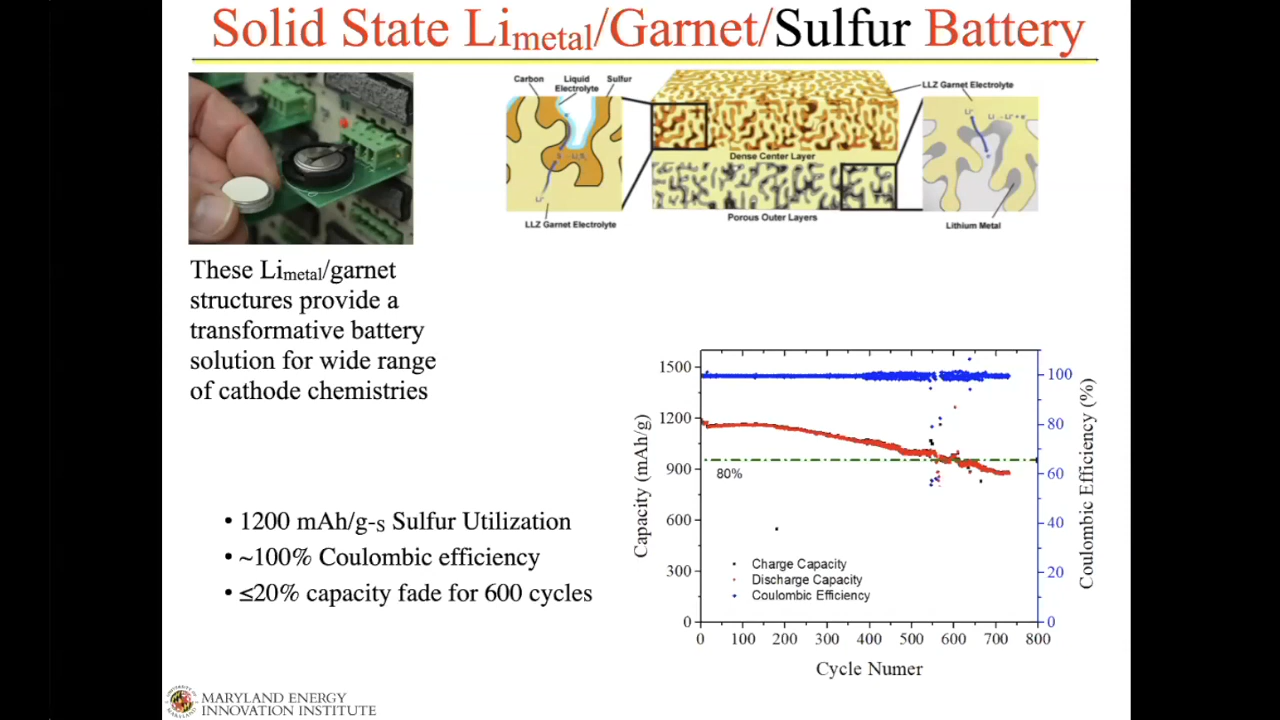 Solid State Limetal/Garnet/Sulfur Battery
Carbon
Liquid
Electrolyte
Sulfur
LLZ Garnet Electrolyte
Dense Center Layer
Porous Outer Layers
LLZ Garnet Electrolyte
Li⁺
Li⁺
Lithium Metal
These Limetal/garnet
structures provide a
transformative battery
solution for wide range
of cathode chemistries
• 1200 mAh/g-s Sulfur Utilization
• ~100% Coulombic efficiency
• ≤20% capacity fade for 600 cycles
Capacity (mAh/g)
1500
1200
900
600
300
0
80%
Charge Capacity
Discharge Capacity
Coulombic Efficiency
100
80
60
40
20
0
Coulombic Efficiency (%)
0 100 200 300 400 500 600 700 800
Cycle Numer
MARYLAND ENERGY
INNOVATION INSTITUTE